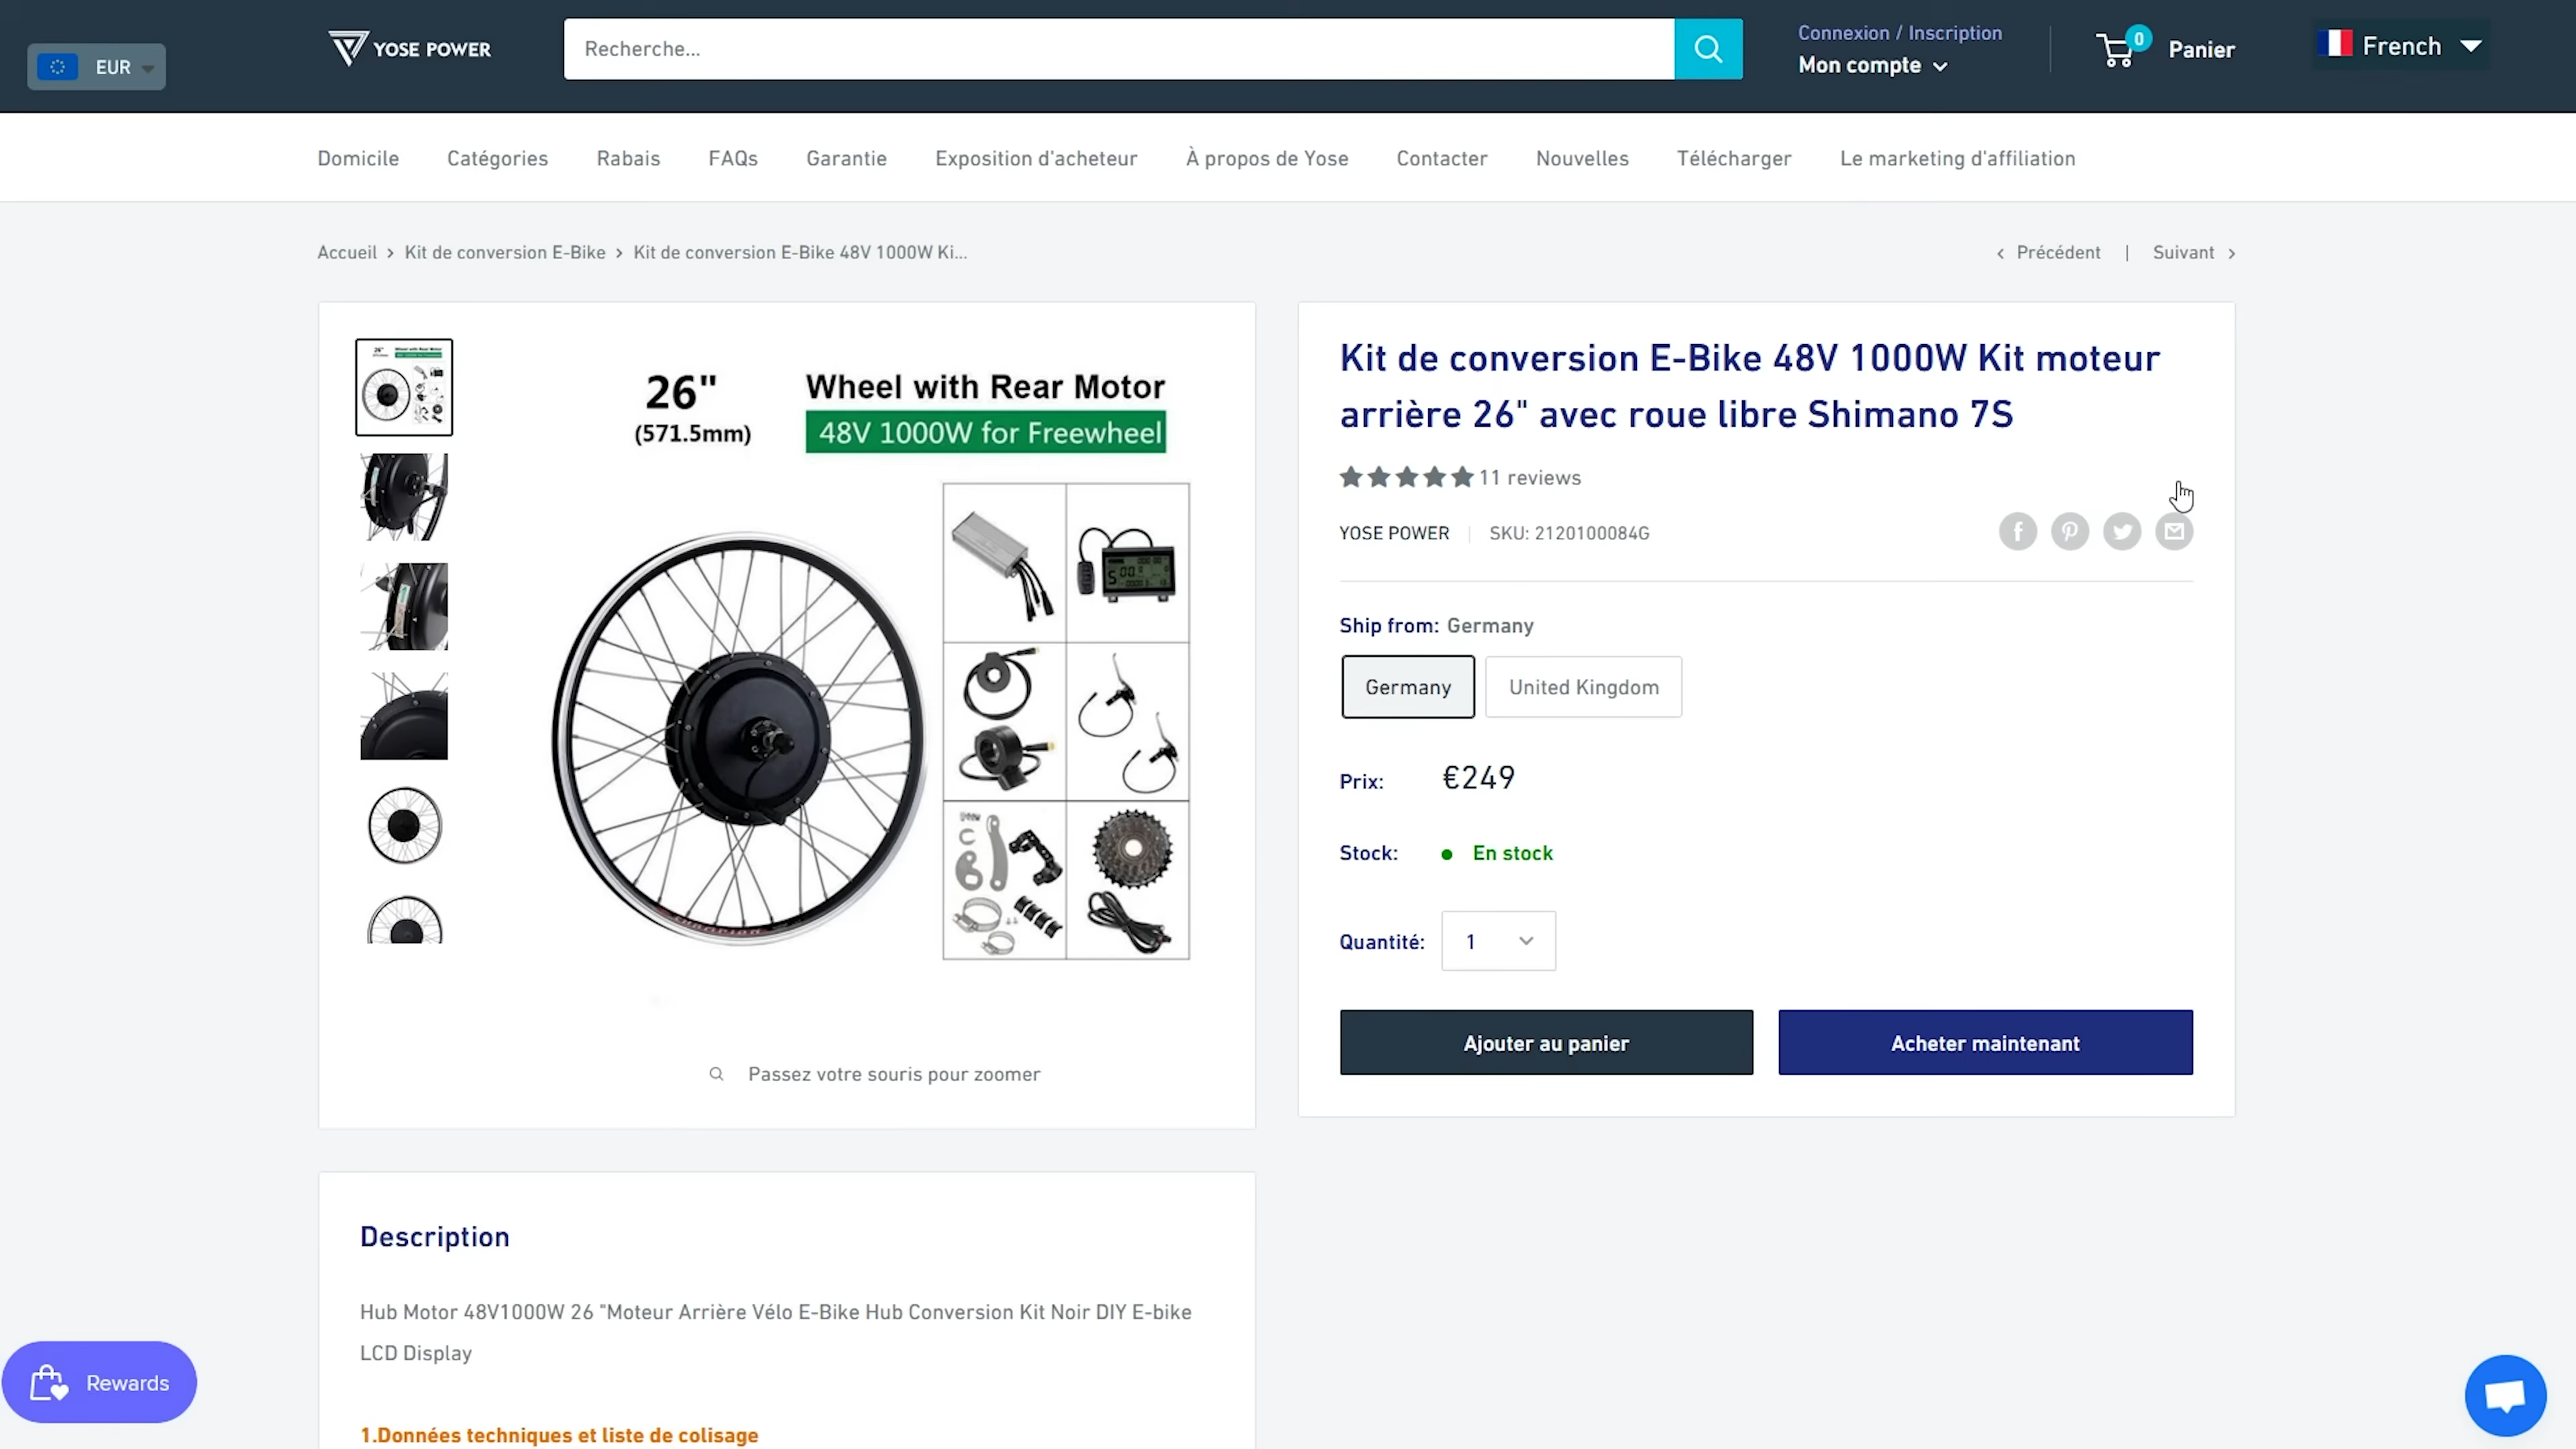 EUR
YOSE POWER
Recherche...
Connexion / Inscription
Mon compte
0
Panier
French
Domicile
Catégories
Rabais
FAQs
Garantie
Exposition d'acheteur
À propos de Yose
Contacter
Nouvelles
Télécharger
Le marketing d'affiliation
Accueil > Kit de conversion E-Bike > Kit de conversion E-Bike 48V 1000W Ki...
< Précédent | Suivant >
26"
(571.5mm)
Wheel with Rear Motor
48V 1000W for Freewheel
Passez votre souris pour zoomer
Kit de conversion E-Bike 48V 1000W Kit moteur
arrière 26" avec roue libre Shimano 7S
11 reviews
YOSE POWER | SKU: 2120100084G
Ship from: Germany
Germany
United Kingdom
Prix: €249
Stock: En stock
Quantité: 1
Ajouter au panier
Acheter maintenant
Description
Hub Motor 48V1000W 26 "Moteur Arrière Vélo E-Bike Hub Conversion Kit Noir DIY E-bike
LCD Display
1.Données techniques et liste de colisage
Rewards